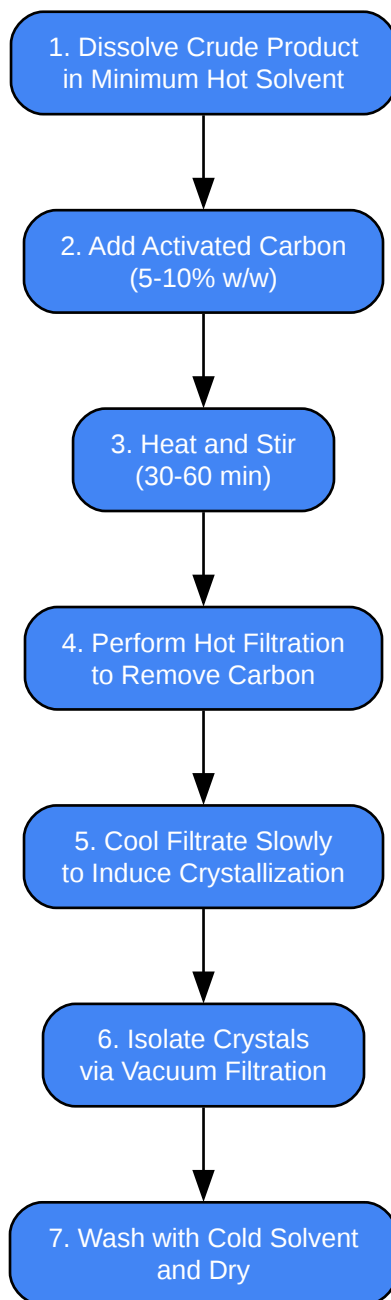 1. Dissolve Crude Product
in Minimum Hot Solvent
2. Add Activated Carbon
(5-10% w/w)
3. Heat and Stir
(30-60 min)
4. Perform Hot Filtration
to Remove Carbon
5. Cool Filtrate Slowly
to Induce Crystallization
6. Isolate Crystals
via Vacuum Filtration
7. Wash with Cold Solvent
and Dry